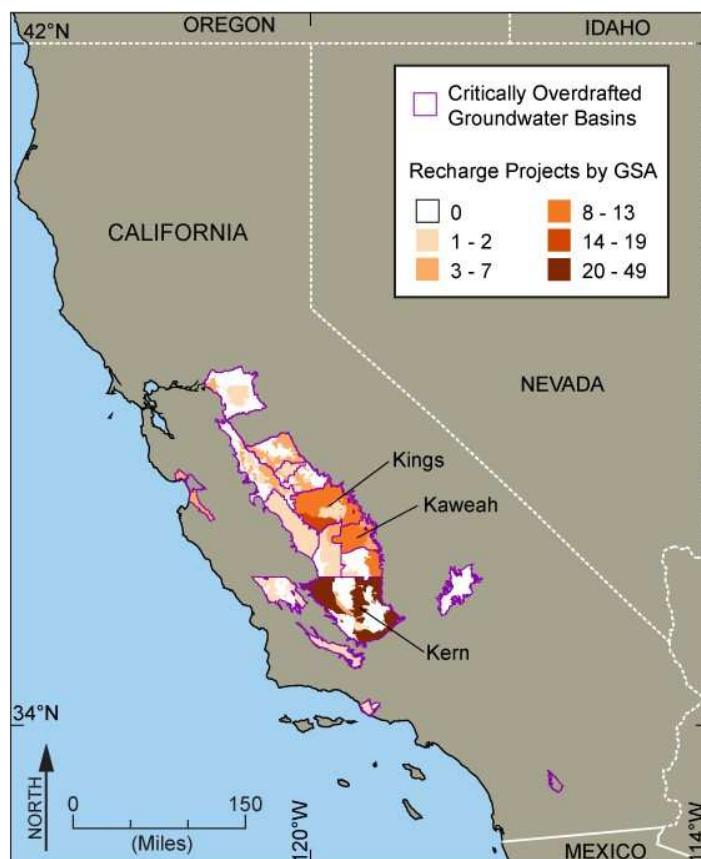 42°N
OREGON
IDAHO
Critically Overdrafted
Groundwater Basins
Recharge Projects by GSA
0
8 - 13
1 - 2
14 - 19
3 - 7
20 - 49
CALIFORNIA
NEVADA
Kings
Kaweah
Kern
34°N
NORTH
0
150
(Miles)
120°W
MEXICO
114°W